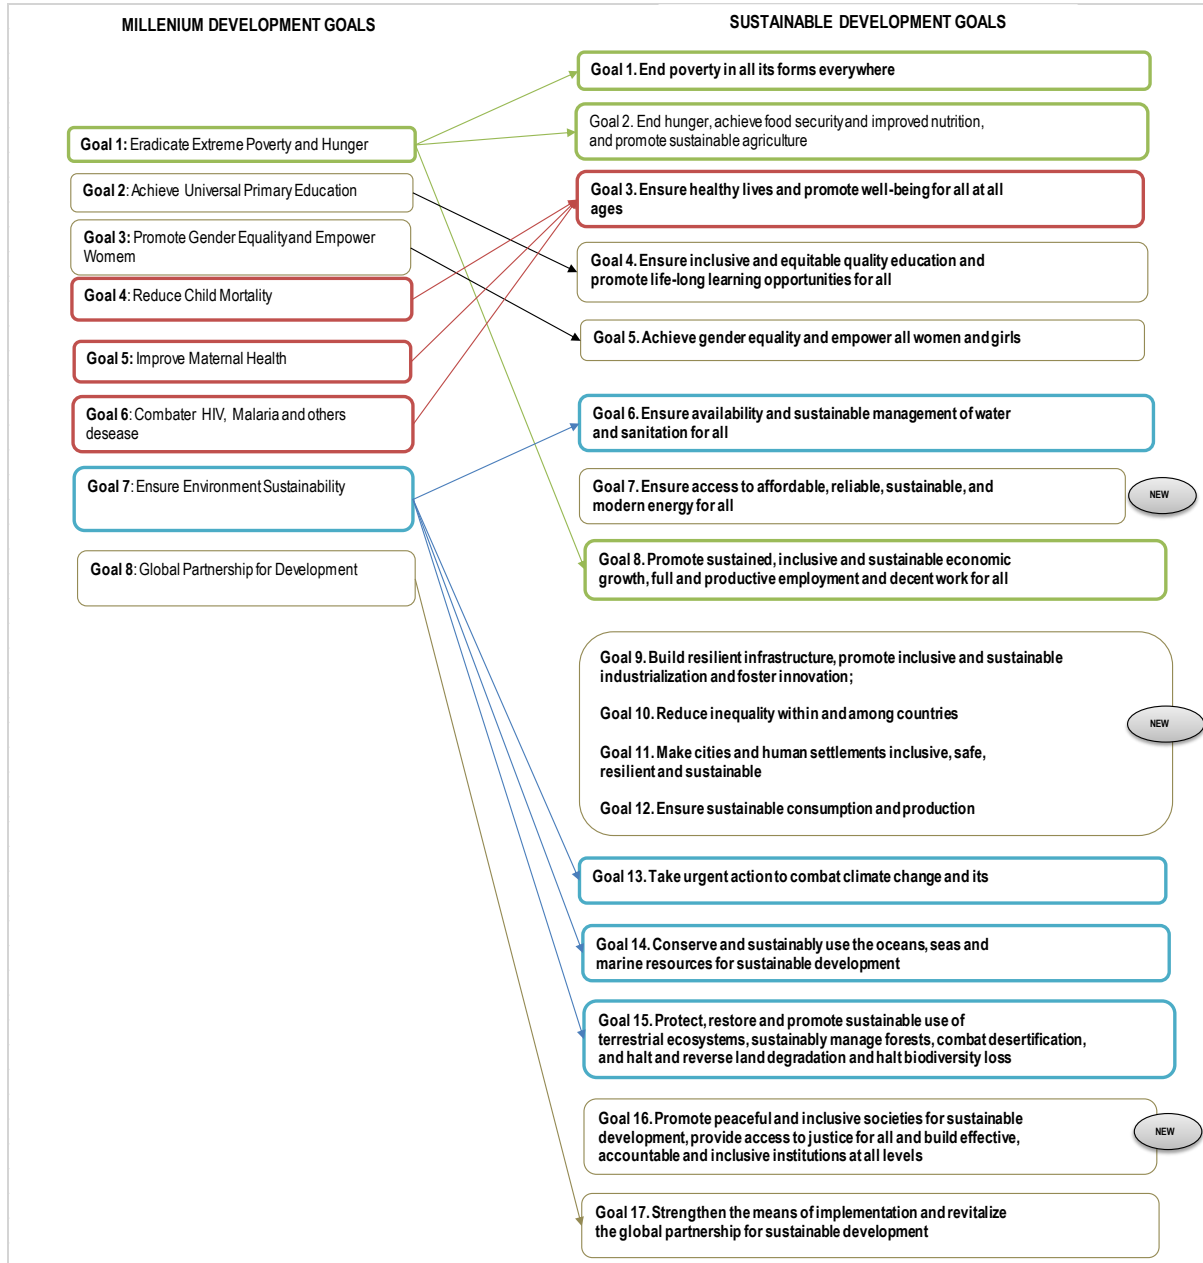 MILLENIUM DEVELOPMENT GOALS
Goal 1: Eradicate Extreme Poverty and Hunger
Goal 2: Achieve Universal Primary Education
Goal 3: Promote Gender Equality and Empower
Womem
Goal 4: Reduce Child Mortality
Goal 5: Improve Maternal Health
Goal 6: Combater HIV, Malaria and others
desease
Goal 7: Ensure Environment Sustainability
Goal 8: Global Partnership for Development
SUSTAINABLE DEVELOPMENT GOALS
Goal 1. End poverty in all its forms everywhere
Goal 2. End hunger, achieve food security and improved nutrition,
and promote sustainable agriculture
Goal 3. Ensure healthy lives and promote well-being for all at all
ages
Goal 4. Ensure inclusive and equitable quality education and
promote life-long learning opportunities for all
Goal 5. Achieve gender equality and empower all women and girls
Goal 6. Ensure availability and sustainable management of water
and sanitation for all
Goal 7. Ensure access to affordable, reliable, sustainable, and
modern energy for all
NEW
Goal 8. Promote sustained, inclusive and sustainable economic
growth, full and productive employment and decent work for all
Goal 9. Build resilient infrastructure, promote inclusive and sustainable
industrialization and foster innovation;
Goal 10. Reduce inequality within and among countries
NEW
Goal 11. Make cities and human settlements inclusive, safe,
resilient and sustainable
Goal 12. Ensure sustainable consumption and production
Goal 13. Take urgent action to combat climate change and its
Goal 14. Conserve and sustainably use the oceans, seas and
marine resources for sustainable development
Goal 15. Protect, restore and promote sustainable use of
terrestrial ecosystems, sustainably manage forests, combat desertification,
and halt and reverse land degradation and halt biodiversity loss
Goal 16. Promote peaceful and inclusive societies for sustainable
development, provide access to justice for all and build effective,
accountable and inclusive institutions at all levels
NEW
Goal 17. Strengthen the means of implementation and revitalize
the global partnership for sustainable development